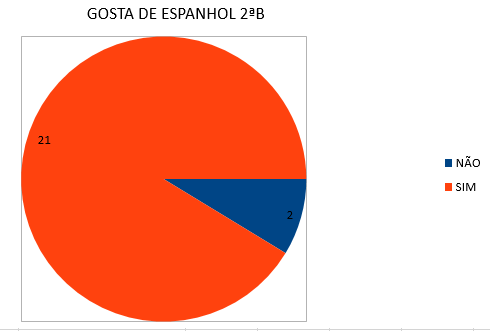 GOSTA DE ESPANHOL 2ªB
21
NÃO
SIM
2